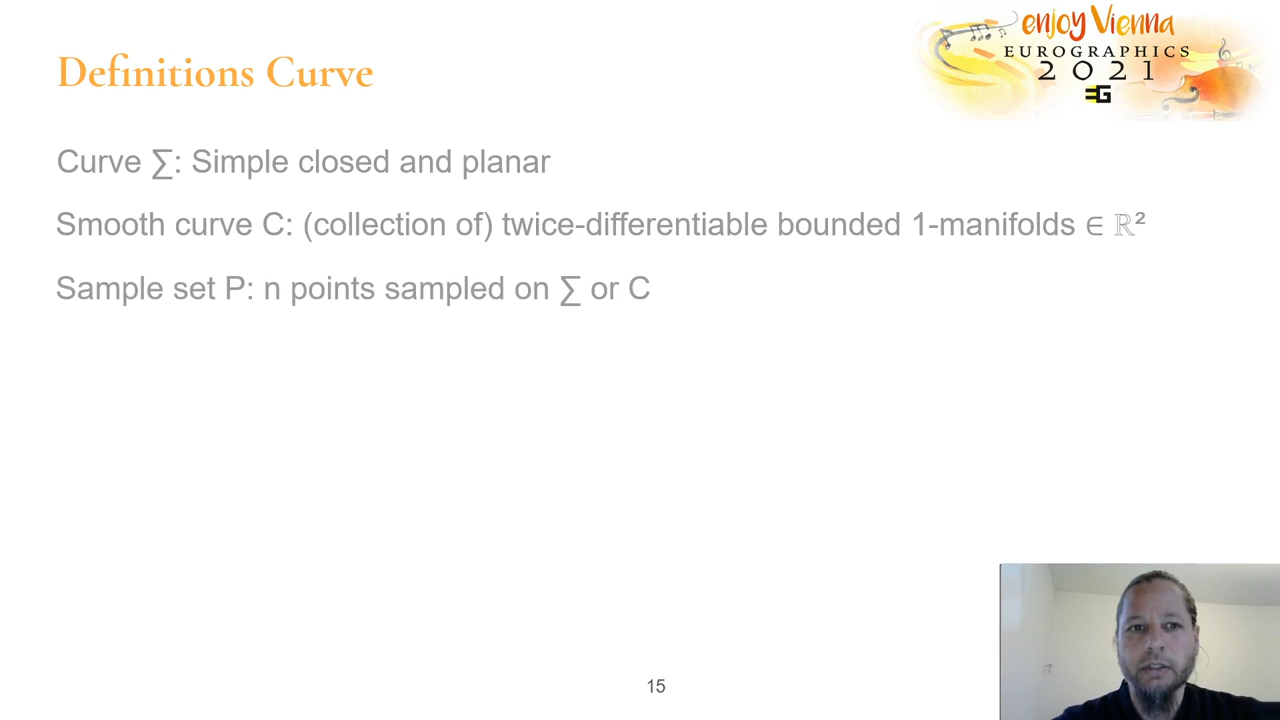 enjoy Vienna
EUROGRAPHICS
2021
EG
Definitions Curve
Curve ∑: Simple closed and planar
Smooth curve C: (collection of) twice-differentiable bounded 1-manifolds ∈ ℝ²
Sample set P: n points sampled on ∑ or C
15